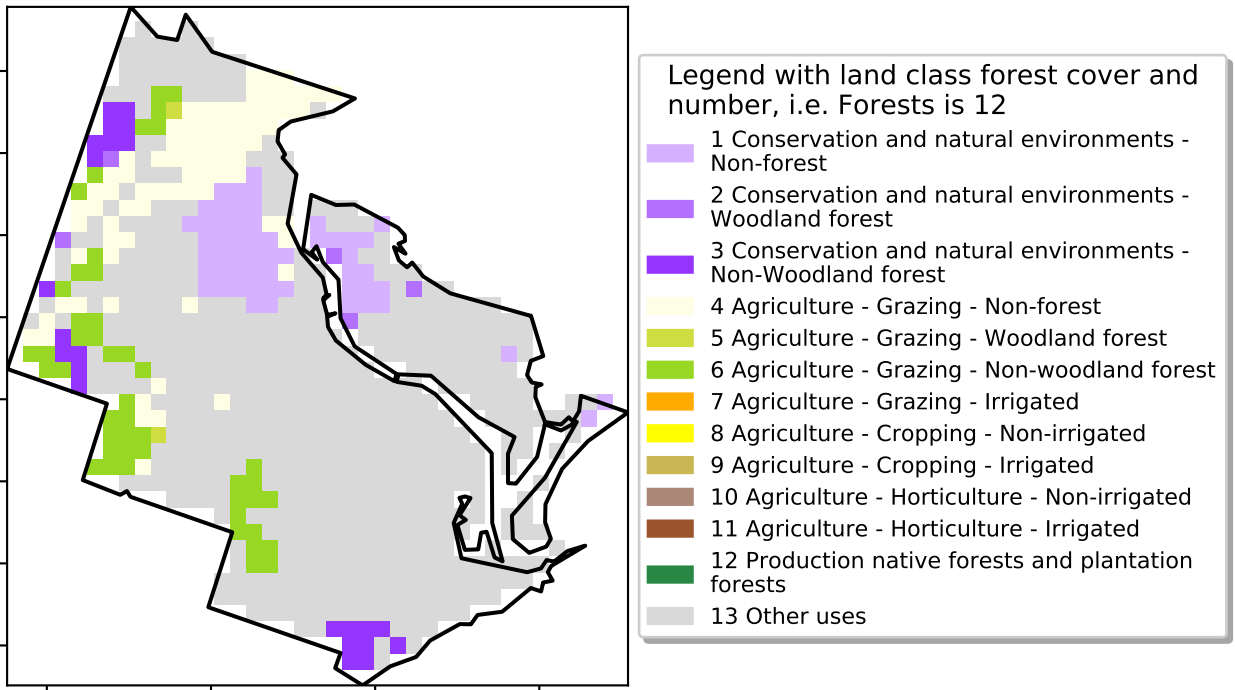 Legend with land class forest cover and
number, i.e. Forests is 12
1 Conservation and natural environments -
Non-forest
2 Conservation and natural environments -
Woodland forest
3 Conservation and natural environments -
Non-Woodland forest
4 Agriculture - Grazing - Non-forest
5 Agriculture - Grazing - Woodland forest
6 Agriculture - Grazing - Non-woodland forest
7 Agriculture - Grazing - Irrigated
8 Agriculture - Cropping - Non-irrigated
9 Agriculture - Cropping - Irrigated
10 Agriculture - Horticulture - Non-irrigated
11 Agriculture - Horticulture - Irrigated
12 Production native forests and plantation
forests
13 Other uses